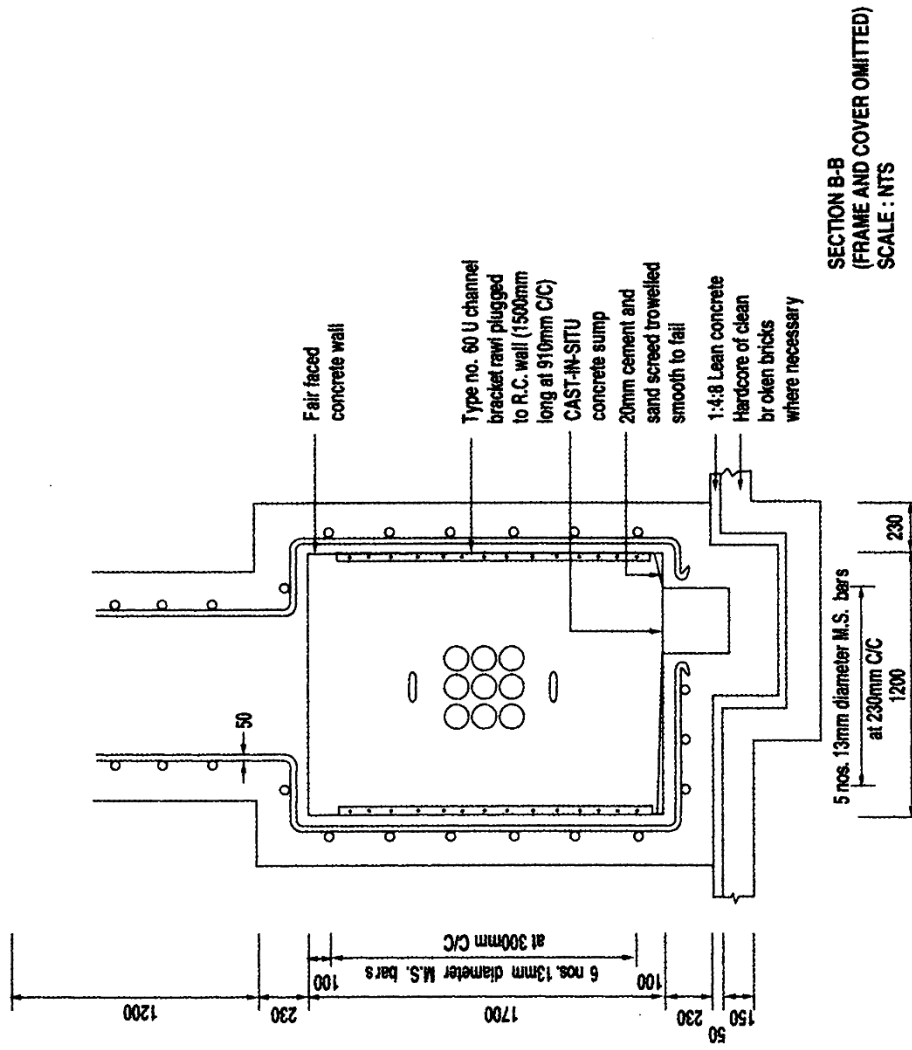 1200
230
100
1700
6 nos. 13mm diameter M.S. bars
at 300mm C/C
100
230
50
150
50
Fair faced
concrete wall
Type no. 60 U channel
bracket rawl plugged
to R.C. wall (1500mm
long at 910mm C/C)
CAST-IN-SITU
concrete sump
20mm cement and
sand screed trowelled
smooth to fall
1:4:8 Lean concrete
Hardcore of clean
broken bricks
where necessary
5 nos. 13mm diameter M.S. bars
at 230mm C/C
1200
230
SECTION B-B
(FRAME AND COVER OMITTED)
SCALE : NTS